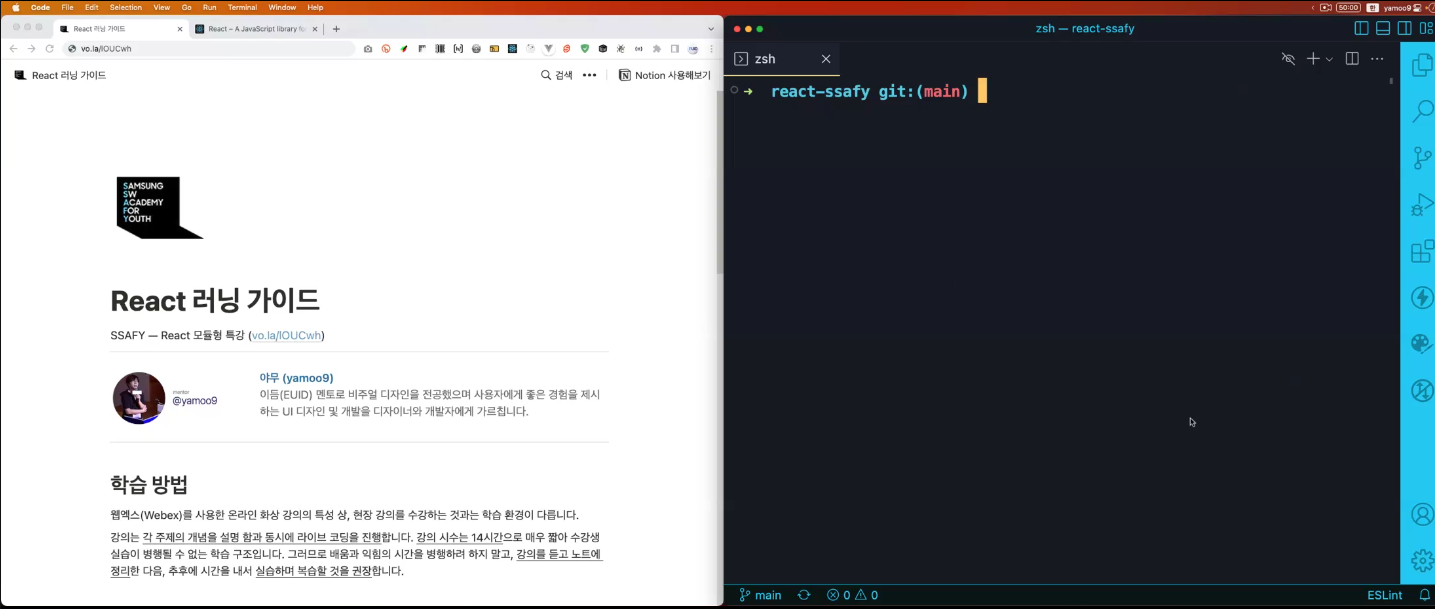 Code File Edit Selection View Go Run Terminal Window Help
50:00 한 yamoo9
React 러닝 가이드
React – A JavaScript library fo
vo.la/lOUCwh
React 러닝 가이드
검색
Notion 사용해보기
SAMSUNG
SW
ACADEMY
FOR
YOUTH
React 러닝 가이드
SSAFY — React 모듈형 특강 (vo.la/lOUCwh)
mentor
@yamoo9
야무 (yamoo9)
이듬(EUID) 멘토로 비주얼 디자인을 전공했으며 사용자에게 좋은 경험을 제시
하는 UI 디자인 및 개발을 디자이너와 개발자에게 가르칩니다.
학습 방법
웹엑스(Webex)를 사용한 온라인 화상 강의의 특성 상, 현장 강의를 수강하는 것과는 학습 환경이 다릅니다.
강의는 각 주제의 개념을 설명 함과 동시에 라이브 코딩을 진행합니다. 강의 시수는 14시간으로 매우 짧아 수강생
실습이 병행될 수 없는 학습 구조입니다. 그러므로 배움과 익힘의 시간을 병행하려 하지 말고, 강의를 듣고 노트에
정리한 다음, 추후에 시간을 내서 실습하며 복습할 것을 권장합니다.
zsh — react-ssafy
zsh
→ react-ssafy git:(main)
main 0 0
ESLint